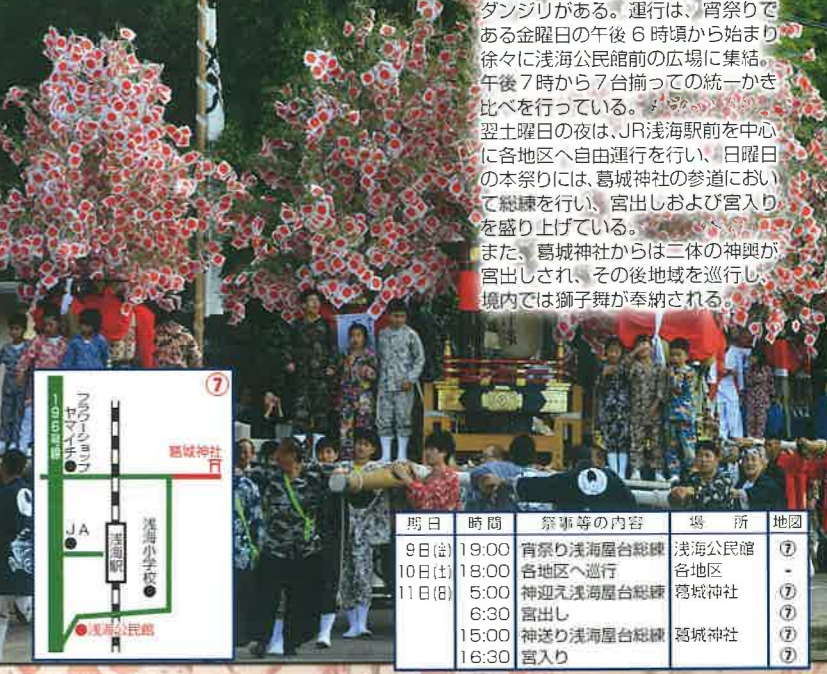 ダンジリがある。運行は、宵祭りで
ある金曜日の午後6時頃から始まり
徐々に浅海公民館前の広場に集結。
午後7時から7台揃っての統一かき
比べを行っている。
翌土曜日の夜は、JR浅海駅前を中心
に各地区へ自由運行を行い、日曜日
の本祭りには、葛城神社の参道におい
て総練を行い、宮出しおよび宮入り
を盛り上げている。
また、葛城神社からは二体の神輿が
宮出しされ、その後地域を巡行し、
境内では獅子舞が奉納される。
⑦
196号線
フラワーショップ
ヤマイチ
葛城神社
JA
浅海駅
浅海小学校
浅海公民館
期日 時間 祭事等の内容 場所 地図
9日(金) 19:00 宵祭り浅海屋台総練 浅海公民館 ⑦
10日(土) 18:00 各地区へ巡行 各地区 -
11日(日) 5:00 神迎え浅海屋台総練 葛城神社 ⑦
6:30 宮出し ⑦
15:00 神送り浅海屋台総練 葛城神社 ⑦
16:30 宮入り ⑦